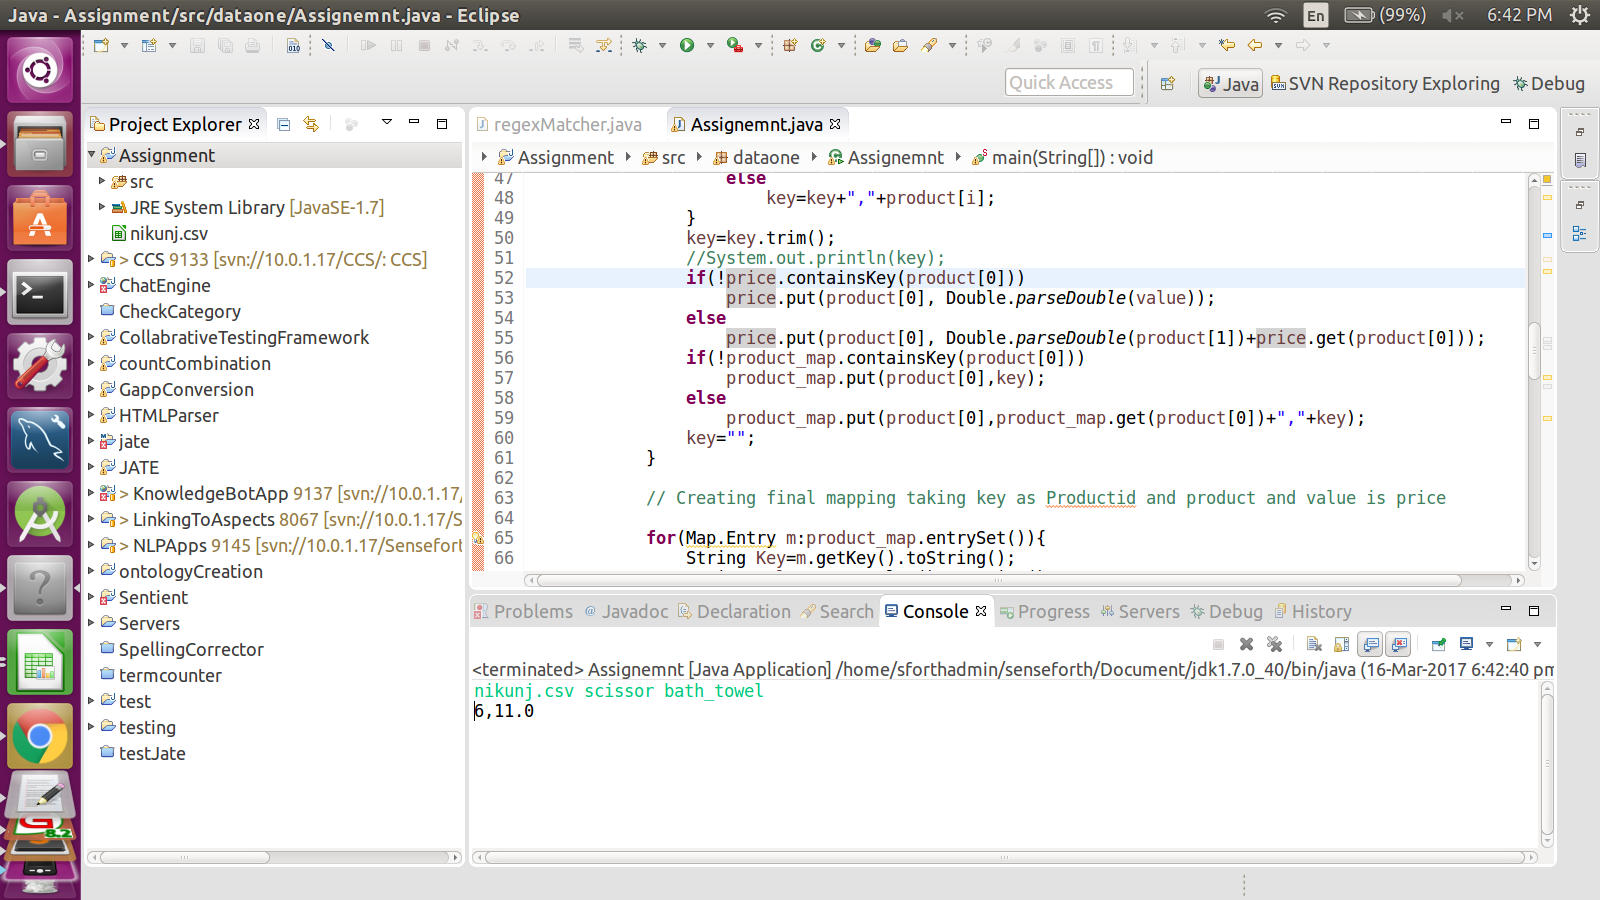 Java - Assignment/src/dataone/Assignemnt.java - Eclipse
En (99%) 6:42 PM
Quick Access Java SVN Repository Exploring Debug
Project Explorer
Assignment
src
JRE System Library [JavaSE-1.7]
nikunj.csv
> CCS 9133 [svn://10.0.1.17/CCS/: CCS]
ChatEngine
CheckCategory
CollabrativeTestingFramework
countCombination
GappConversion
HTMLParser
jate
JATE
> KnowledgeBotApp 9137 [svn://10.0.1.17/
> LinkingToAspects 8067 [svn://10.0.1.17/S
> NLPApps 9145 [svn://10.0.1.17/Sensefort
ontologyCreation
Sentient
Servers
SpellingCorrector
termcounter
test
testing
testJate
regexMatcher.java Assignemnt.java
Assignment src dataone Assignemnt main(String[]) : void
47 else
48 key=key+","+product[i];
49 }
50 key=key.trim();
51 //System.out.println(key);
52 if(!price.containsKey(product[0]))
53 price.put(product[0], Double.parseDouble(value));
54 else
55 price.put(product[0], Double.parseDouble(product[1])+price.get(product[0]));
56 if(!product_map.containsKey(product[0]))
57 product_map.put(product[0],key);
58 else
59 product_map.put(product[0],product_map.get(product[0])+","+key);
60 key="";
61 }
62
63 // Creating final mapping taking key as Productid and product and value is price
64
65 for(Map.Entry m:product_map.entrySet()){
66 String Key=m.getKey().toString();
Problems Javadoc Declaration Search Console Progress Servers Debug History
<terminated> Assignemnt [Java Application] /home/sforthadmin/senseforth/Document/jdk1.7.0_40/bin/java (16-Mar-2017 6:42:40 pm
nikunj.csv scissor bath_towel
6,11.0
8.2